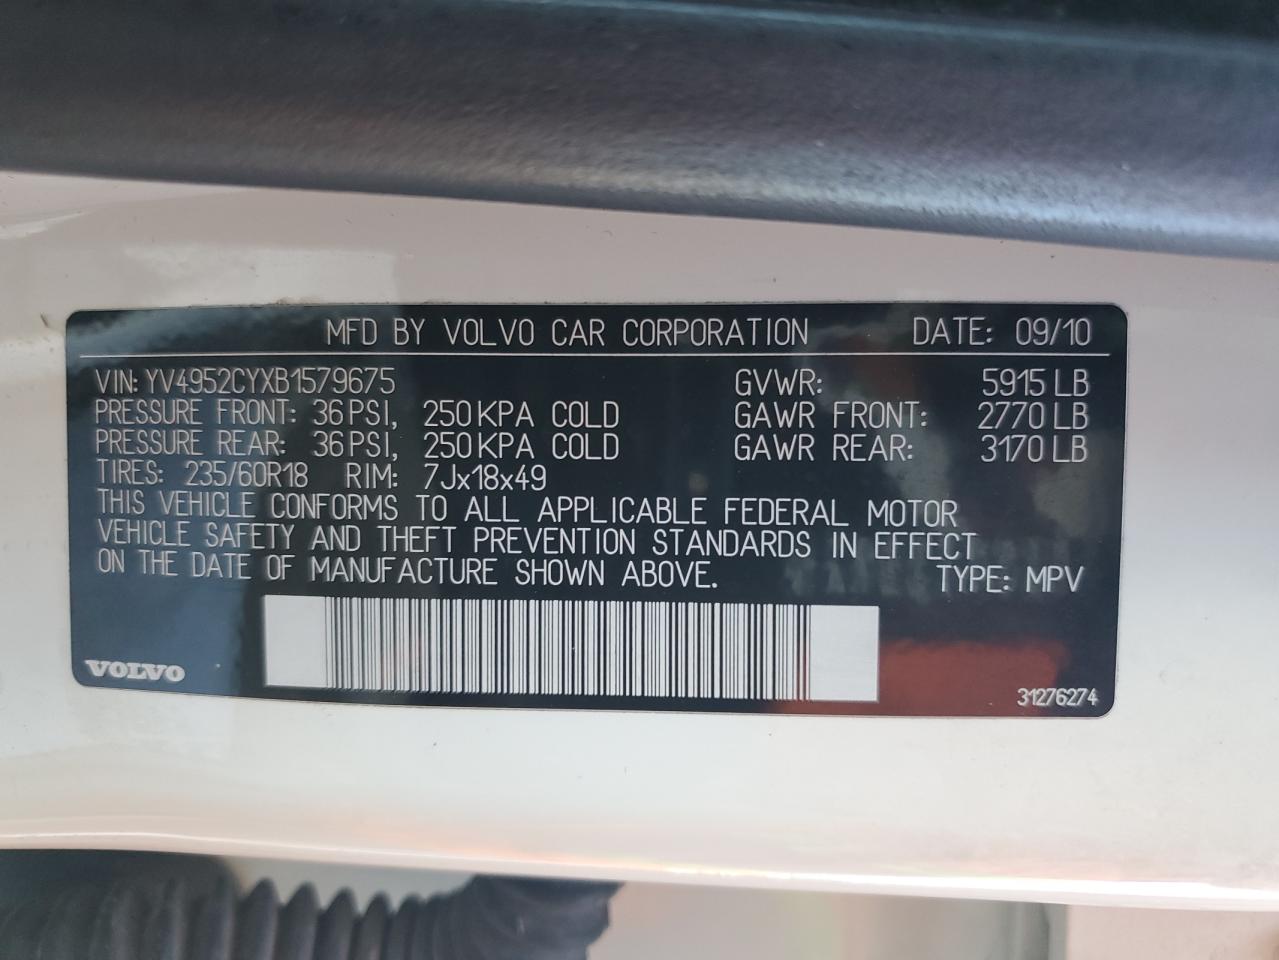 MFD BY VOLVO CAR CORPORATION DATE: 09/10
VIN: YV4952CYXB1579675 GVWR: 5915 LB
PRESSURE FRONT: 36 PSI, 250 KPA COLD GAWR FRONT: 2770 LB
PRESSURE REAR: 36 PSI, 250 KPA COLD GAWR REAR: 3170 LB
TIRES: 235/60R18 RIM: 7Jx18x49
THIS VEHICLE CONFORMS TO ALL APPLICABLE FEDERAL MOTOR
VEHICLE SAFETY AND THEFT PREVENTION STANDARDS IN EFFECT
ON THE DATE OF MANUFACTURE SHOWN ABOVE. TYPE: MPV
VOLVO 31276274